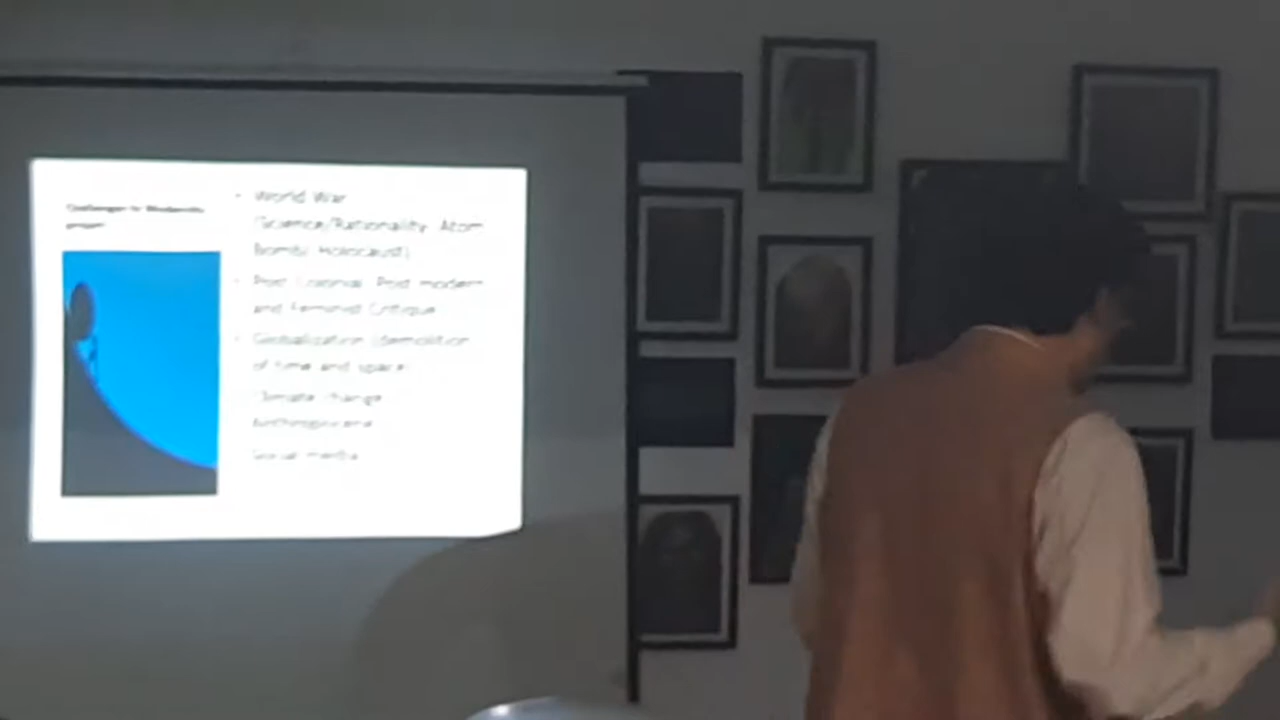 Challenges to Modernity
project
World War
(Science/Rationality: Atom
Bomb/ Holocaust)
Post Colonial, Post modern
and Feminist Critique
Globalization (demolition
of time and space)
Climate change
Anthropocene
Social media